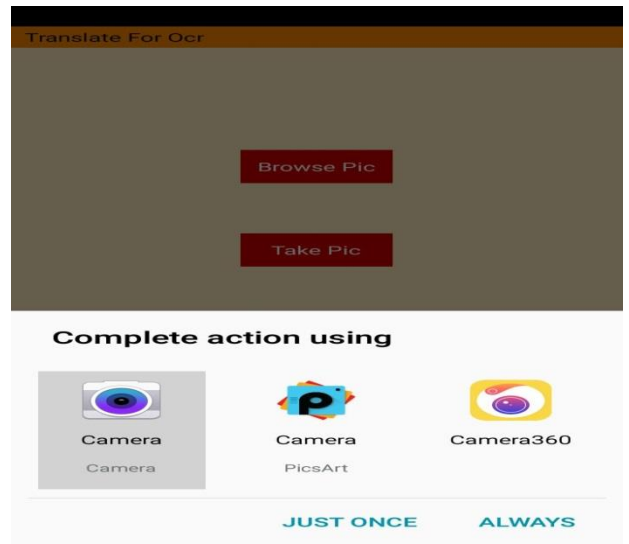 Translate For Ocr
Browse Pic
Take Pic
Complete action using
Camera Camera Camera360
Camera PicsArt
JUST ONCE ALWAYS